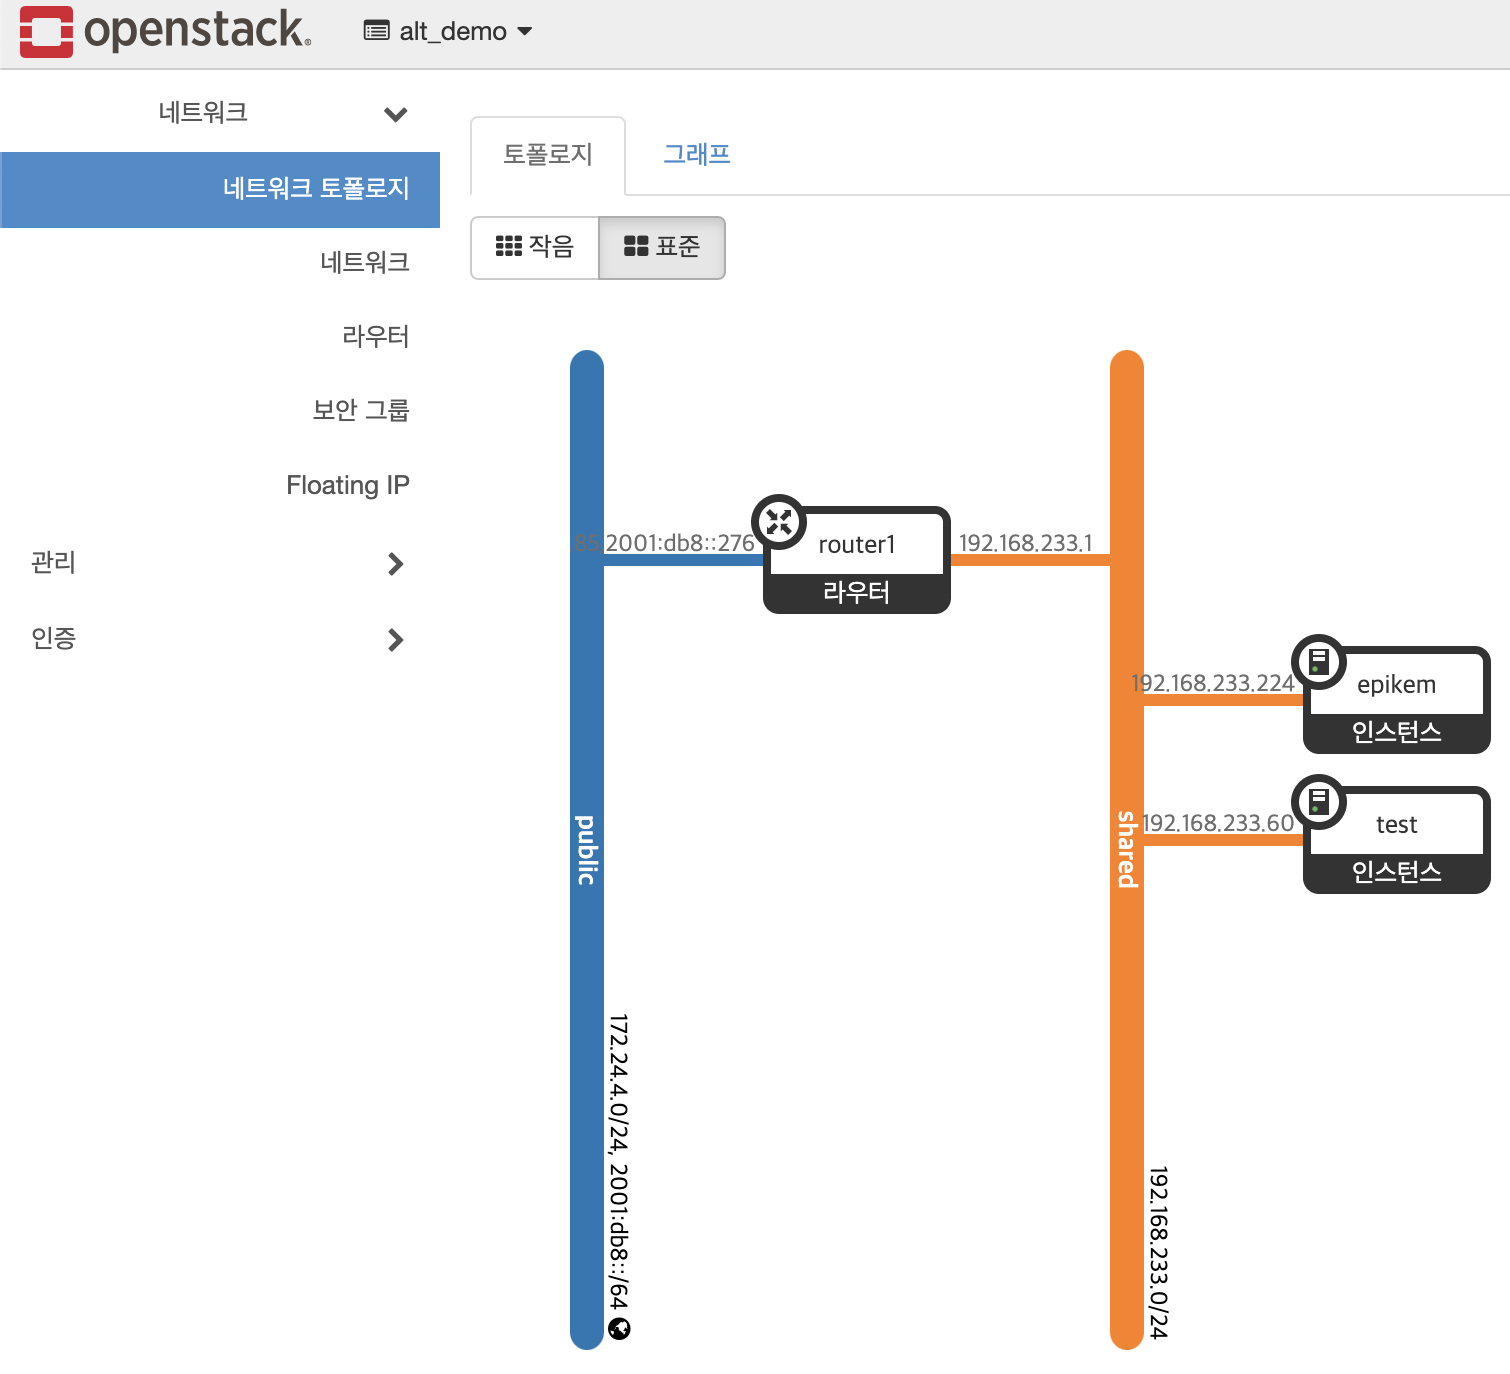 openstack.
alt_demo
네트워크
네트워크 토폴로지
네트워크
라우터
보안 그룹
Floating IP
관리
인증
토폴로지
그래프
작음
표준
85,2001:db8::276
router1
라우터
192.168.233.1
192.168.233.224
epikem
인스턴스
192.168.233.60
test
인스턴스
public
172.24.4.0/24, 2001:db8::/64
shared
192.168.233.0/24